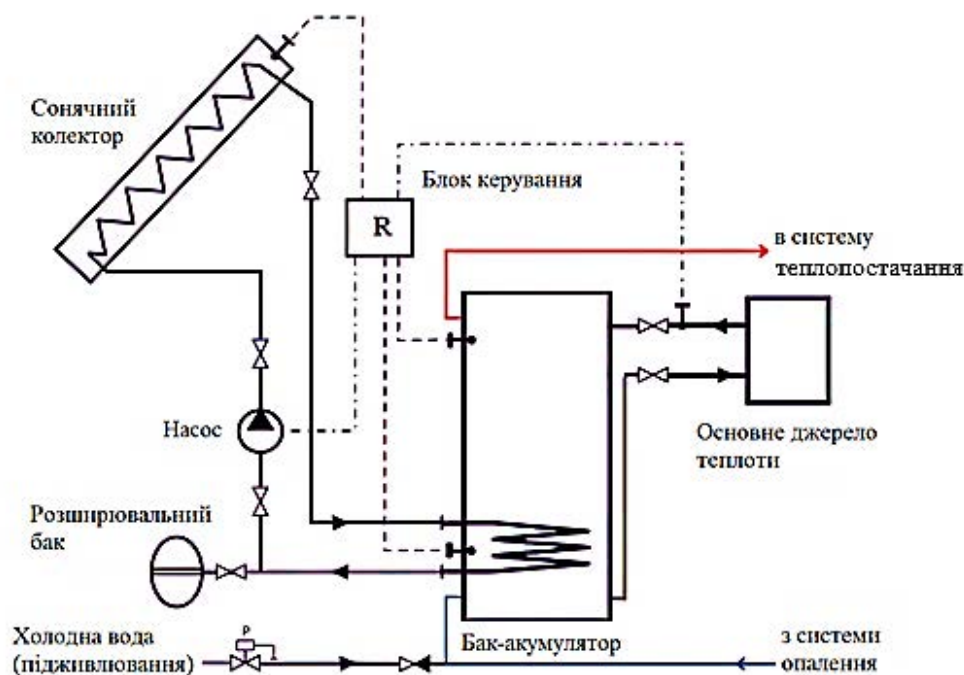 Сонячний
колектор
Блок керування
R
в систему
теплопостачання
Насос
Основне джерело
теплоти
Розширювальний
бак
Холодна вода
(підживлювання)
P
Бак-акумулятор
з системи
опалення